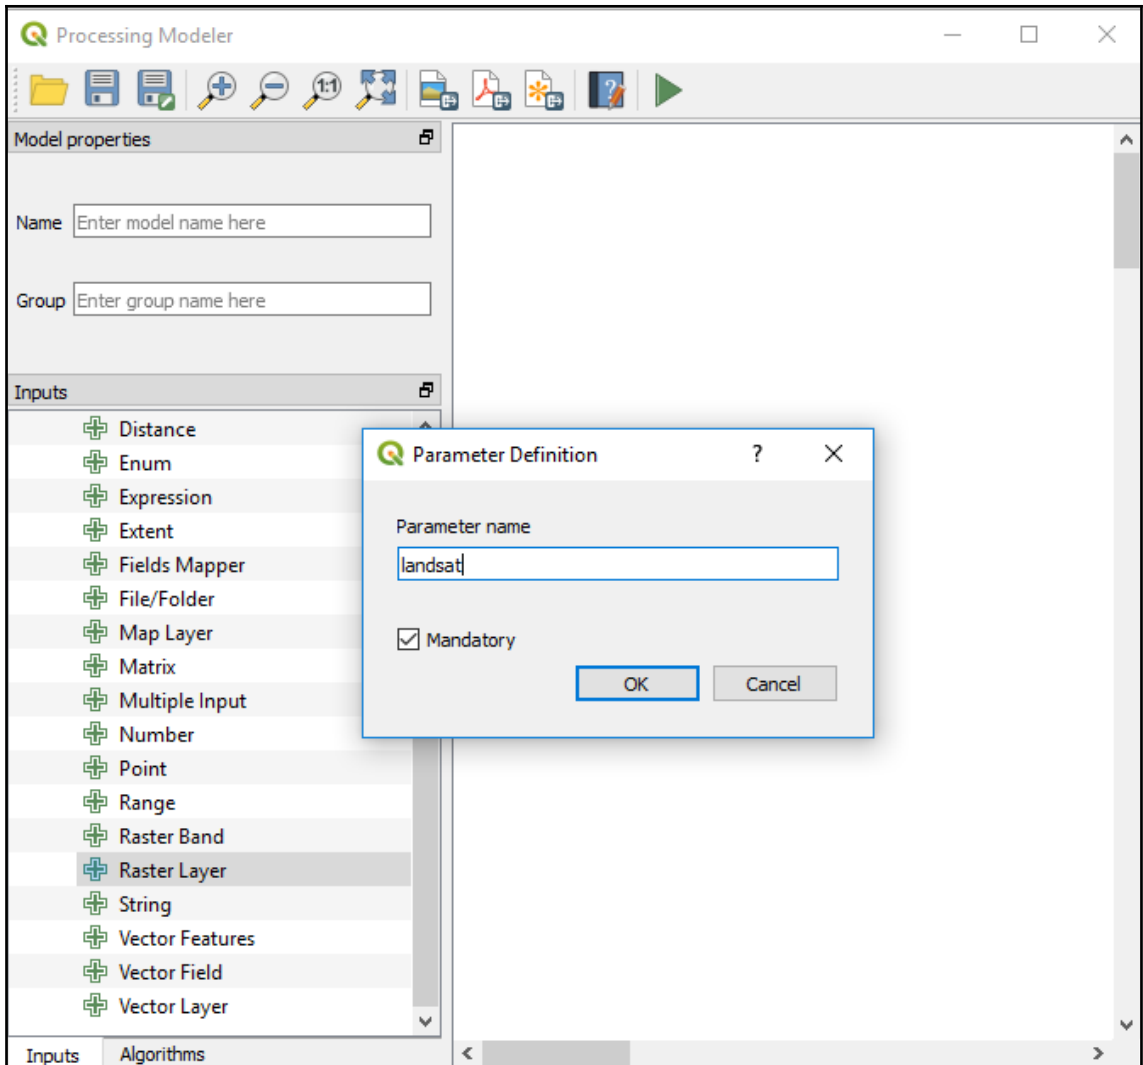 Processing Modeler
1:1
Model properties
Name Enter model name here
Group Enter group name here
Inputs
Distance
Enum
Expression
Extent
Fields Mapper
File/Folder
Map Layer
Matrix
Multiple Input
Number
Point
Range
Raster Band
Raster Layer
String
Vector Features
Vector Field
Vector Layer
Inputs Algorithms
Parameter Definition ?
Parameter name
landsat
Mandatory
OK Cancel